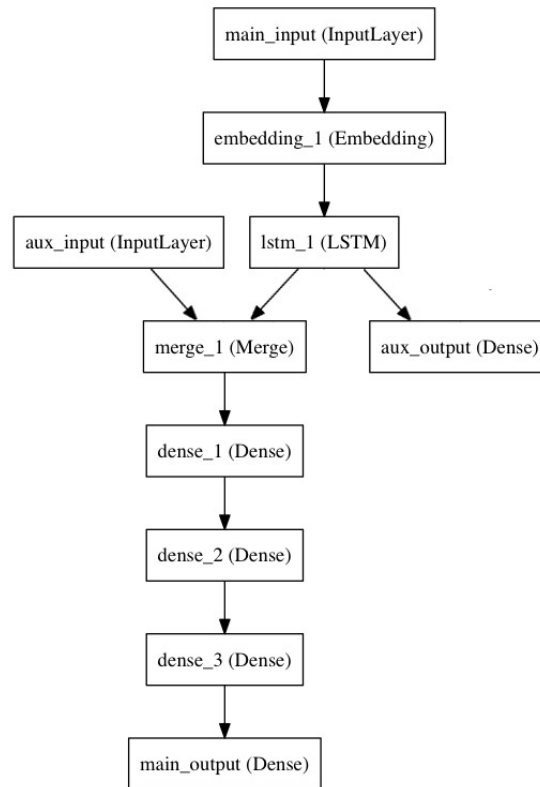 main_input (InputLayer)
embedding_1 (Embedding)
aux_input (InputLayer)
lstm_1 (LSTM)
merge_1 (Merge)
aux_output (Dense)
dense_1 (Dense)
dense_2 (Dense)
dense_3 (Dense)
main_output (Dense)